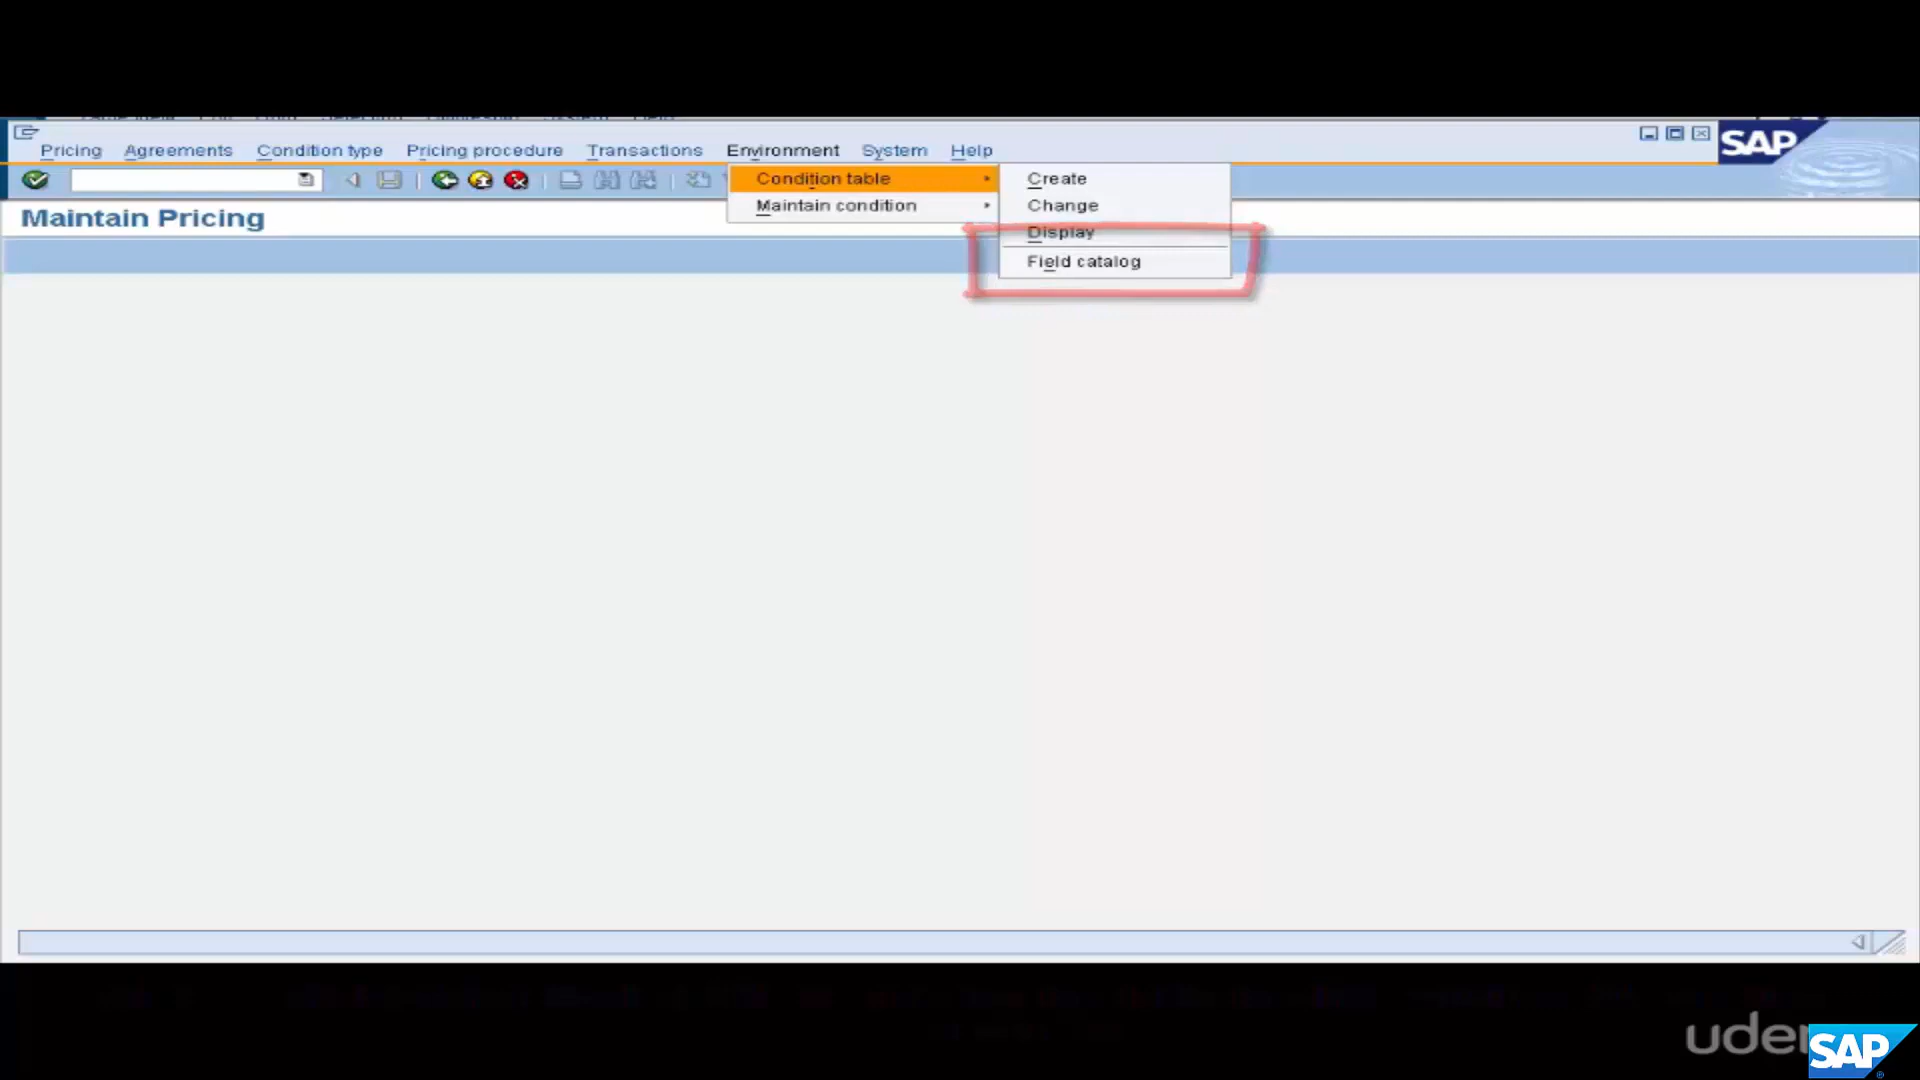 Pricing Agreements Condition type Pricing procedure Transactions Environment System Help
SAP
Condition table
Create
Maintain condition
Change
Maintain Pricing
Display
Field catalog
SAP